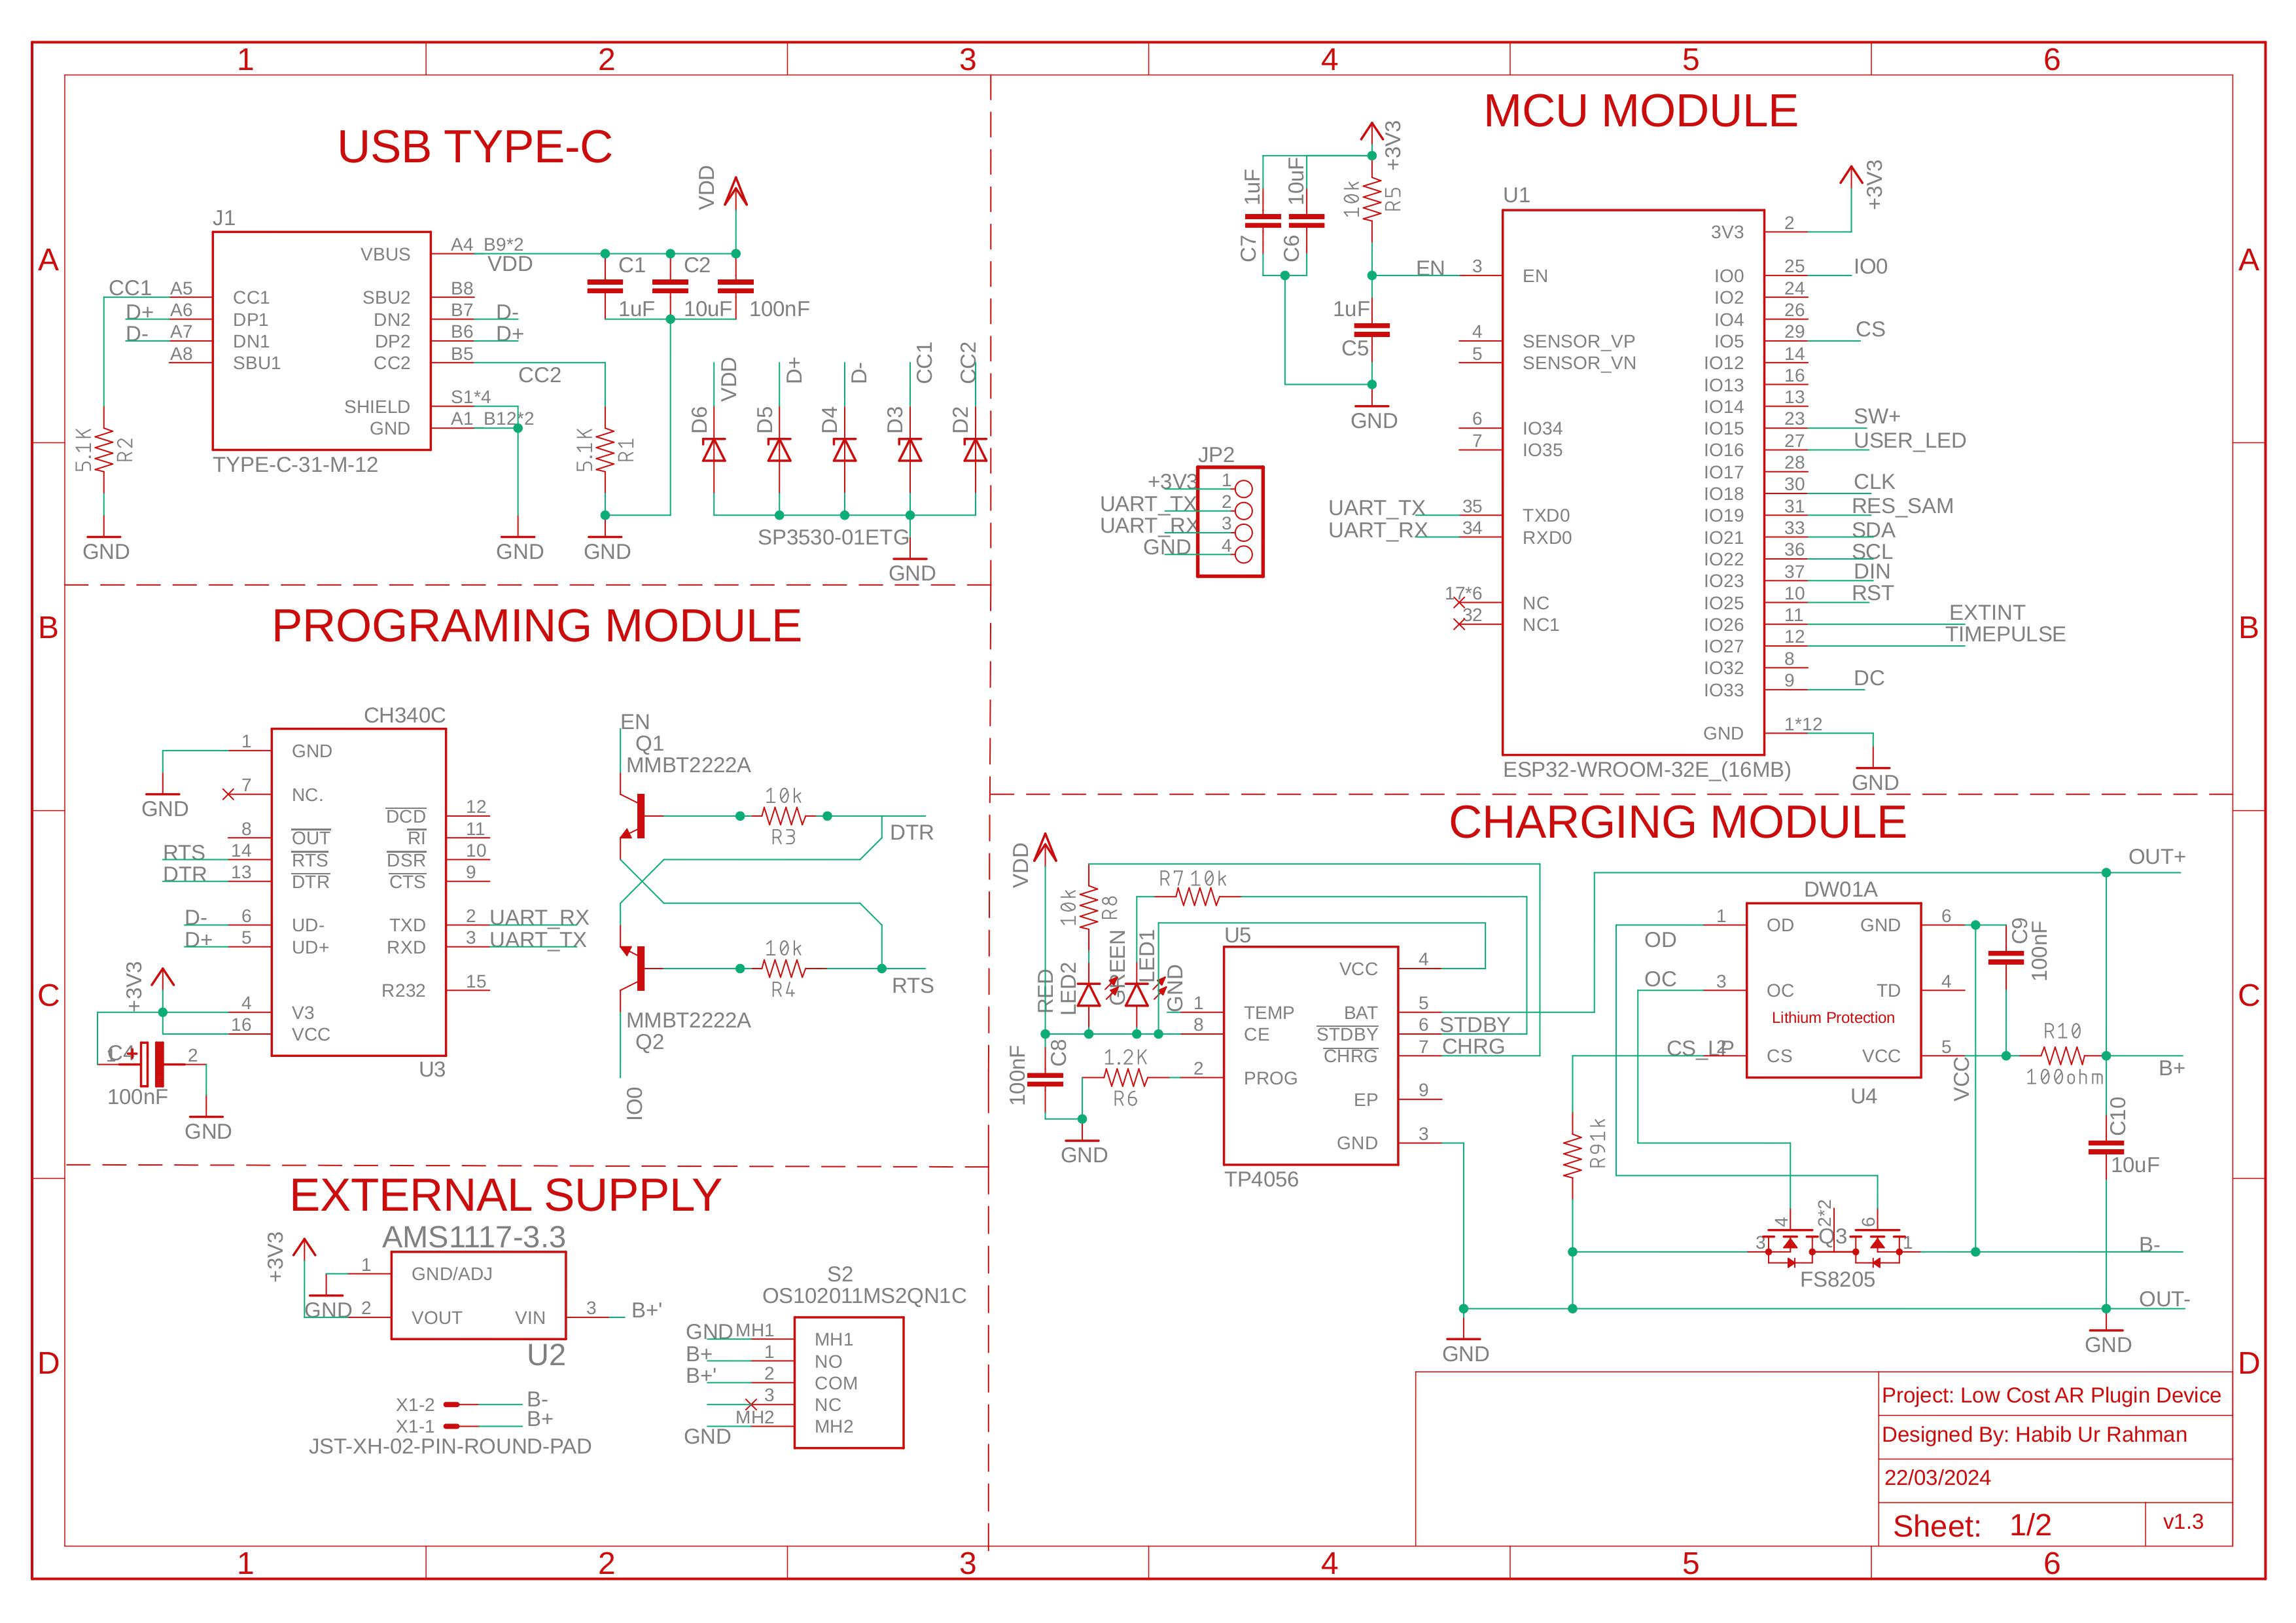 1 2 3 4 5 6
A
B
C
D
A
B
C
D
USB TYPE-C
VDD
J1
VBUS
A4 B9*2
VDD
CC1 A5
CC1
SBU2
B8
D+ A6
DP1
DN2
B7 D-
D- A7
DN1
DP2
B6 D+
A8
SBU1
CC2
B5
CC2
SHIELD
S1*4
GND
A1 B12*2
TYPE-C-31-M-12
5.1K
R2
GND
GND
5.1K
R1
GND
C1
1uF
C2
10uF
100nF
VDD
D+
D-
CC1
CC2
D6
D5
D4
D3
D2
SP3530-01ETG
GND
PROGRAMING MODULE
CH340C
1
GND
GND
7
NC.
8
OUT
RTS 14
RTS
DTR 13
DTR
D- 6
UD-
D+ 5
UD+
+3V3
4
V3
16
VCC
DCD
12
RI
11
DSR
10
CTS
9
TXD
2 UART_RX
RXD
3 UART_TX
R232
15
U3
C4
1 + 2
100nF
GND
EN
Q1
MMBT2222A
10k
R3
DTR
10k
R4
RTS
MMBT2222A
Q2
IO0
EXTERNAL SUPPLY
AMS1117-3.3
+3V3
1
GND/ADJ
GND 2
VOUT
VIN
3 B+'
U2
X1-2
B-
X1-1
B+
JST-XH-02-PIN-ROUND-PAD
S2
OS102011MS2QN1C
GND MH1
MH1
B+ 1
NO
B+' 2
COM
3
NC
MH2
MH2
GND
MCU MODULE
+3V3
1uF
C7
10uF
C6
10k
R5
1uF
C5
GND
U1
EN 3
EN
4
SENSOR_VP
5
SENSOR_VN
6
IO34
7
IO35
UART_TX 35
TXD0
UART_RX 34
RXD0
17*6
NC
32
NC1
+3V3
3V3 2
IO0 25 IO0
IO2 24
IO4 26
IO5 29 CS
IO12 14
IO13 16
IO14 13
IO15 23 SW+
IO16 27 USER_LED
IO17 28
IO18 30 CLK
IO19 31 RES_SAM
IO21 33 SDA
IO22 36 SCL
IO23 37 DIN
IO25 10 RST
IO26 11 EXTINT
IO27 12 TIMEPULSE
IO32 8
IO33 9 DC
GND 1*12
GND
ESP32-WROOM-32E_(16MB)
JP2
+3V3 1
UART_TX 2
UART_RX 3
GND 4
CHARGING MODULE
VDD
10k
R8
R7 10k
RED
LED2
GREEN
LED1
GND
100nF
C8
1.2K
R6
GND
U5
1
TEMP
8
CE
2
PROG
VCC
4
BAT
5
STDBY
6 STDBY
CHRG
7 CHRG
EP
9
GND
3
TP4056
GND
OUT+
DW01A
OD
1
OD
OC
3
OC
CS_LP
2
CS
GND
6
TD
4
VCC
5
Lithium Protection
U4
VCC
C9
100nF
R10
100ohm
B+
C10
10uF
R9 1k
4
2*2
6
3
Q3
1
FS8205
B-
OUT-
GND
Project: Low Cost AR Plugin Device
Designed By: Habib Ur Rahman
22/03/2024
Sheet: 1/2
v1.3
1 2 3 4 5 6